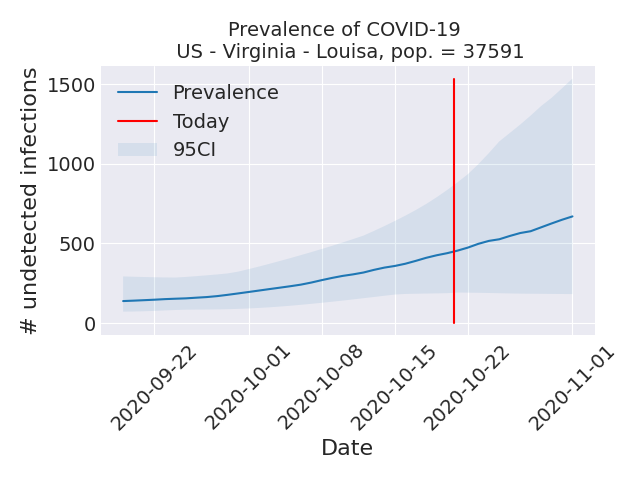 Prevalence of COVID-19
US - Virginia - Louisa, pop. = 37591
# undetected infections
1500
1000
500
0
Prevalence
Today
95CI
2020-09-22
2020-10-01
2020-10-08
2020-10-15
2020-10-22
2020-11-01
Date